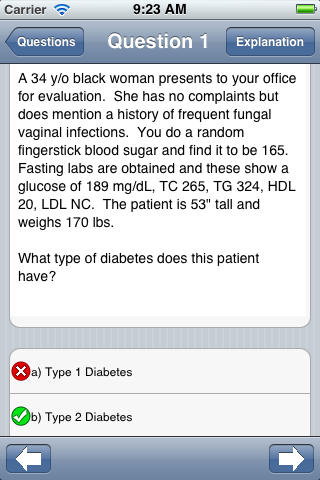 Carrier 9:23 AM
Questions Question 1 Explanation
A 34 y/o black woman presents to your office
for evaluation. She has no complaints but
does mention a history of frequent fungal
vaginal infections. You do a random
fingerstick blood sugar and find it to be 165.
Fasting labs are obtained and these show a
glucose of 189 mg/dL, TC 265, TG 324, HDL
20, LDL NC. The patient is 53" tall and
weighs 170 lbs.
What type of diabetes does this patient
have?
a) Type 1 Diabetes
b) Type 2 Diabetes